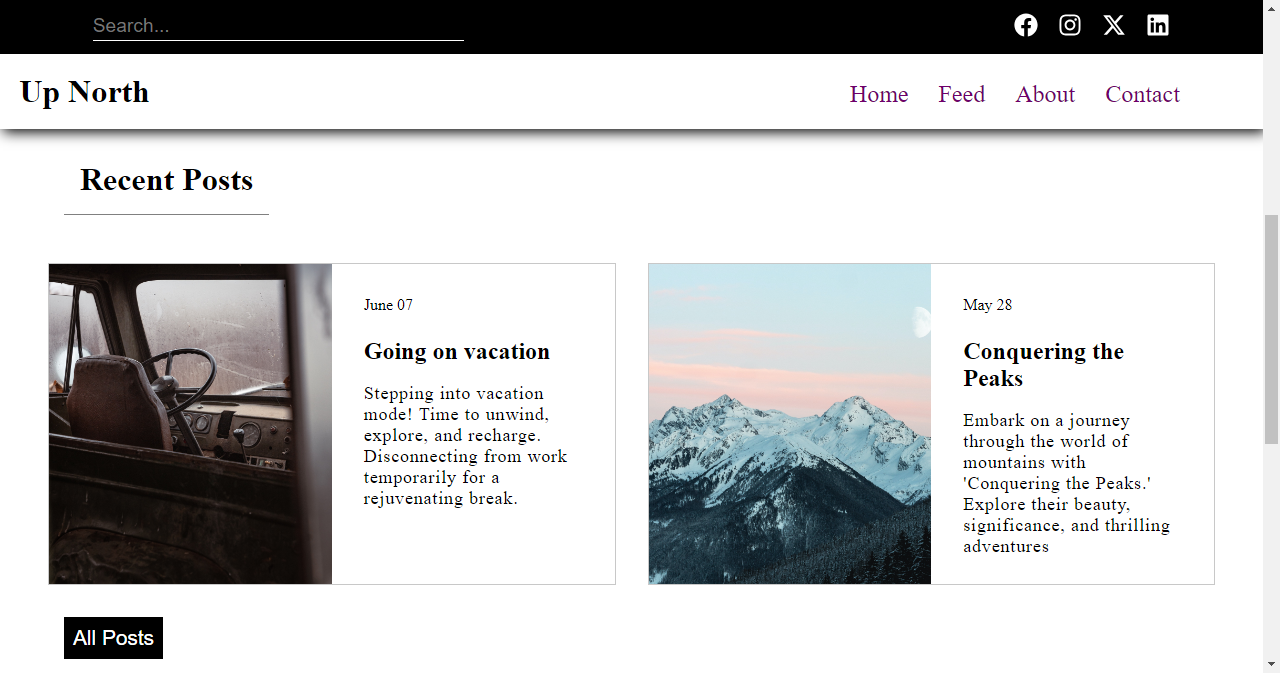 Search...
Up North
Home Feed About Contact
Recent Posts
June 07
Going on vacation
Stepping into vacation
mode! Time to unwind,
explore, and recharge.
Disconnecting from work
temporarily for a
rejuvenating break.
May 28
Conquering the
Peaks
Embark on a journey
through the world of
mountains with
'Conquering the Peaks.'
Explore their beauty,
significance, and thrilling
adventures
All Posts